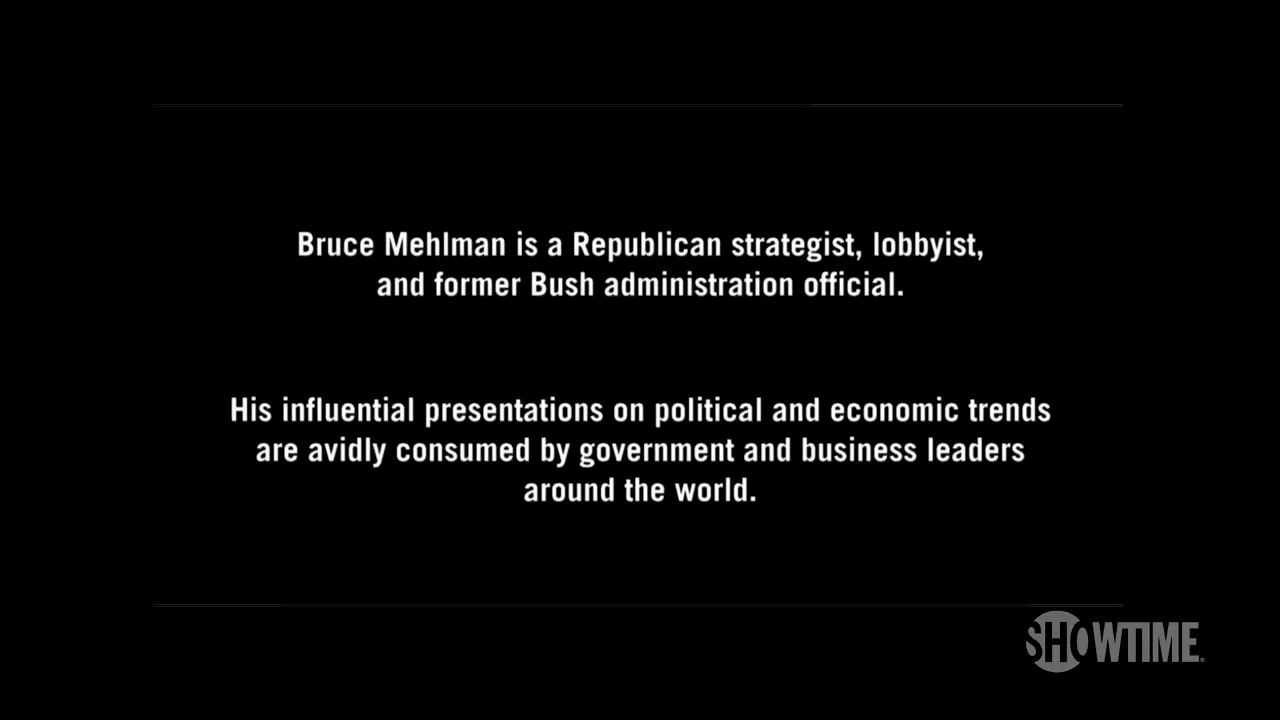 Bruce Mehlman is a Republican strategist, lobbyist,
and former Bush administration official.
His influential presentations on political and economic trends
are avidly consumed by government and business leaders
around the world.
SHOWTIME®